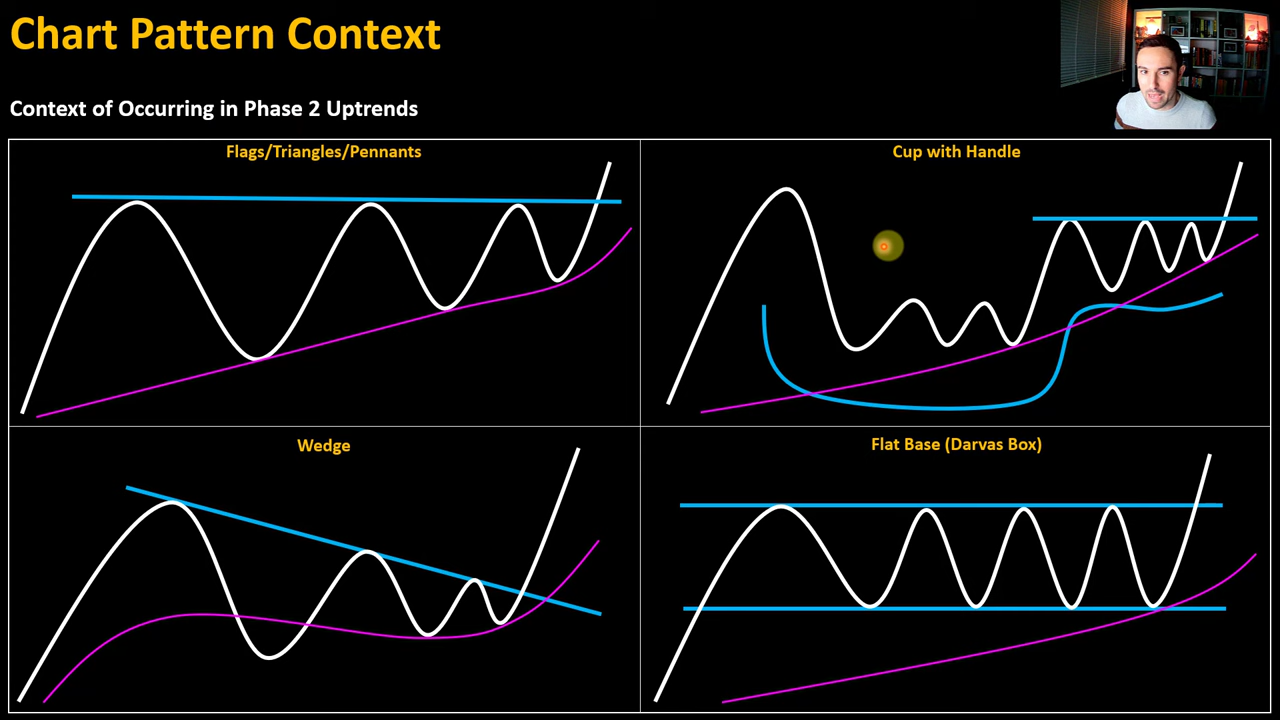 Chart Pattern Context
Context of Occurring in Phase 2 Uptrends
Flags/Triangles/Pennants
Cup with Handle
Wedge
Flat Base (Darvas Box)